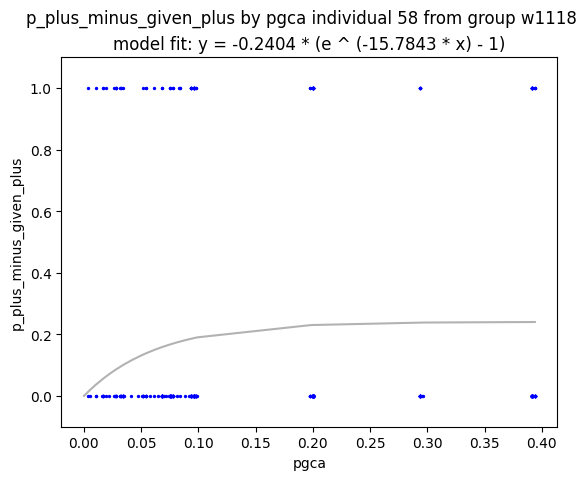 p_plus_minus_given_plus by pgca individual 58 from group w1118
model fit: y = -0.2404 * (e ^ (-15.7843 * x) - 1)
p_plus_minus_given_plus
1.0
0.8
0.6
0.4
0.2
0.0
0.00 0.05 0.10 0.15 0.20 0.25 0.30 0.35 0.40
pgca